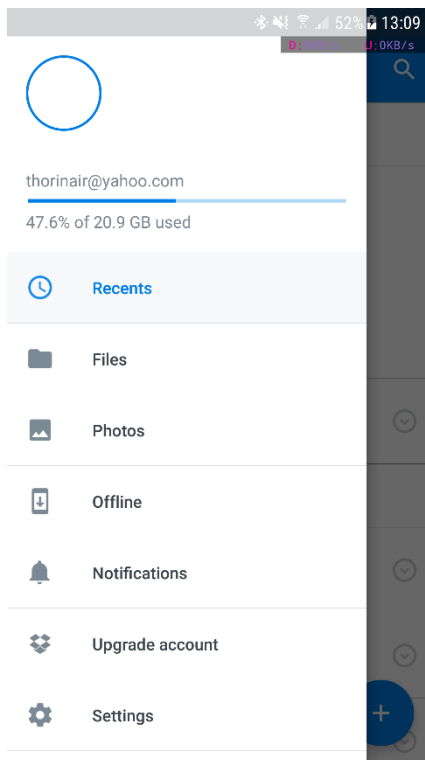 52% 13:09
D: U:0KB/s
thorinair@yahoo.com
47.6% of 20.9 GB used
Recents
Files
Photos
Offline
Notifications
Upgrade account
Settings